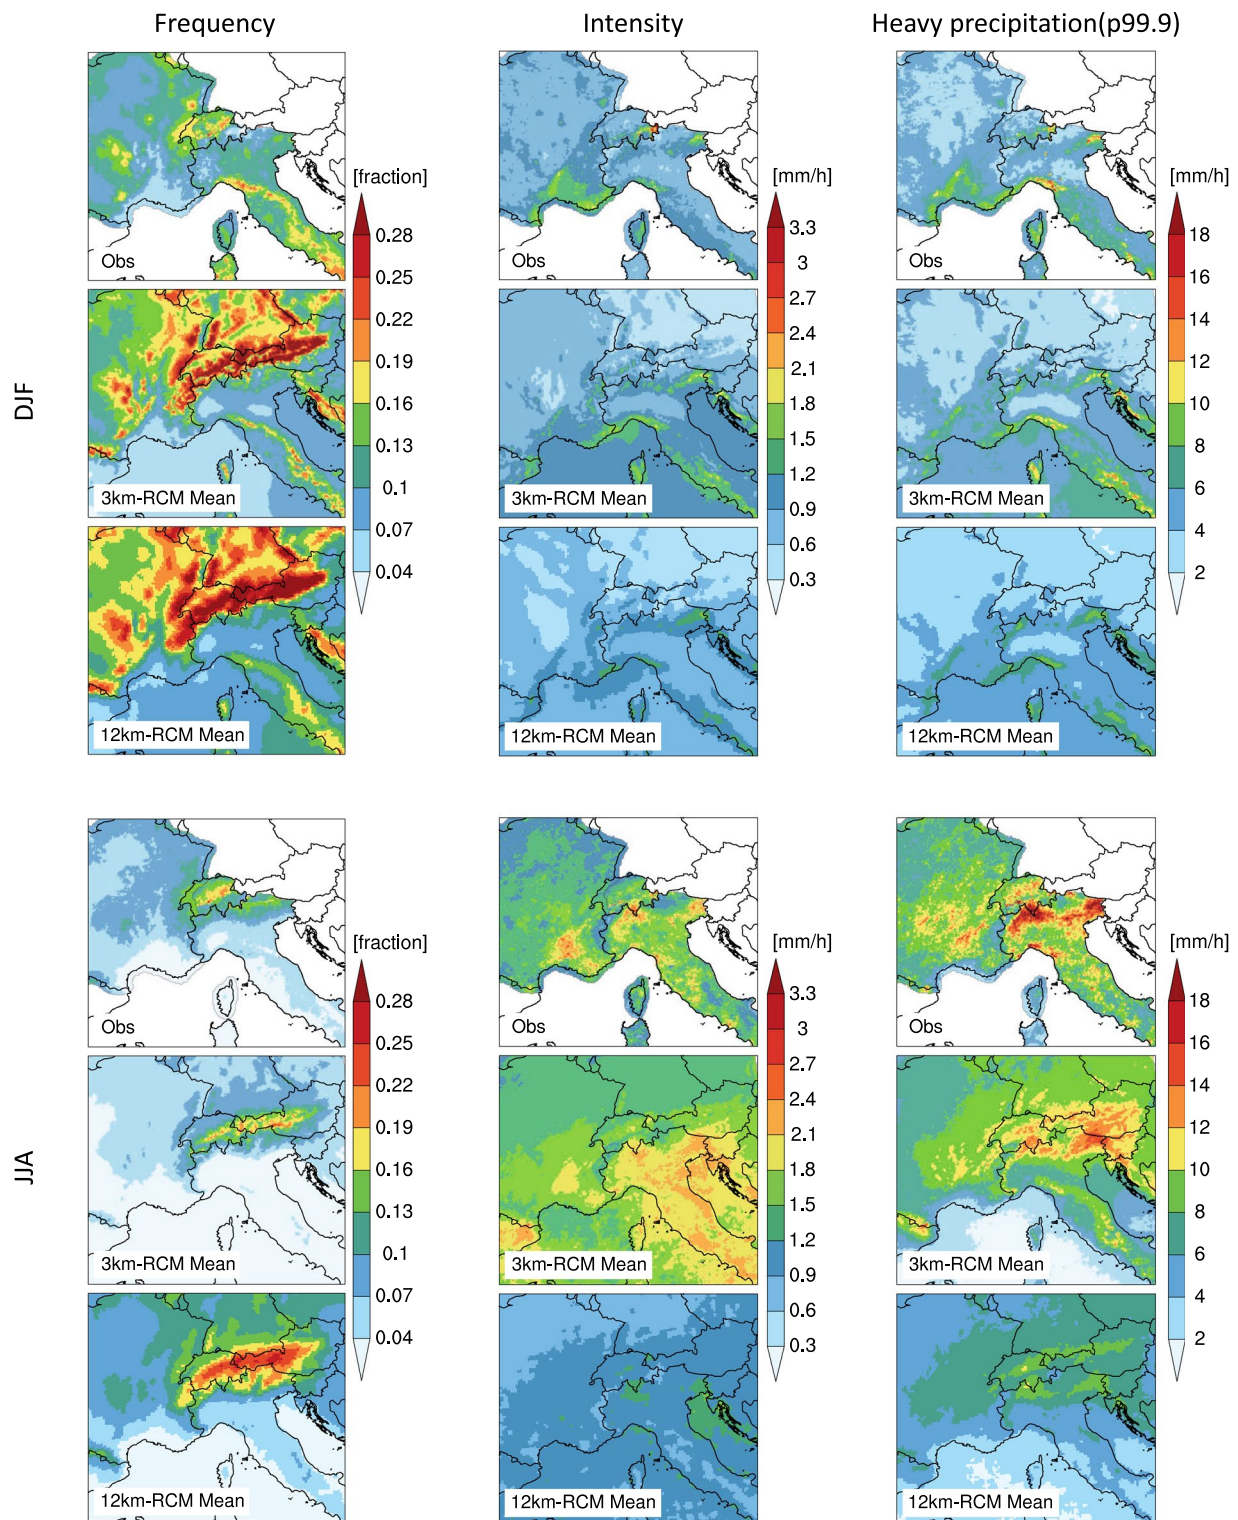 Frequency
Intensity
Heavy precipitation(p99.9)
DJF
Obs
Obs
Obs
3km-RCM Mean
3km-RCM Mean
3km-RCM Mean
12km-RCM Mean
12km-RCM Mean
12km-RCM Mean
[fraction]
0.28
0.25
0.22
0.19
0.16
0.13
0.1
0.07
0.04
[mm/h]
3.3
3
2.7
2.4
2.1
1.8
1.5
1.2
0.9
0.6
0.3
[mm/h]
18
16
14
12
10
8
6
4
2
JJA
Obs
Obs
Obs
3km-RCM Mean
3km-RCM Mean
3km-RCM Mean
12km-RCM Mean
12km-RCM Mean
12km-RCM Mean
[fraction]
0.28
0.25
0.22
0.19
0.16
0.13
0.1
0.07
0.04
[mm/h]
3.3
3
2.7
2.4
2.1
1.8
1.5
1.2
0.9
0.6
0.3
[mm/h]
18
16
14
12
10
8
6
4
2